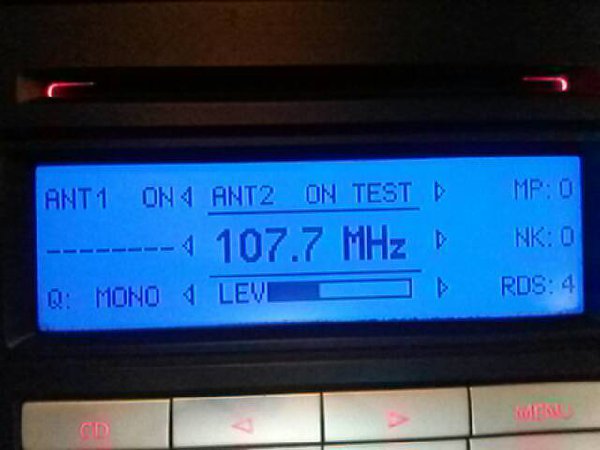 ANT1 ON ANT2 ON TEST MP: 0
-------- 107.7 MHz NK: 0
Q: MONO LEV RDS: 4
CD MENU